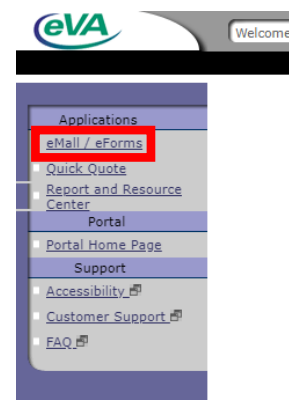 eVA
Welcome
Applications
eMall / eForms
Quick Quote
Report and Resource
Center
Portal
Portal Home Page
Support
Accessibility
Customer Support
FAQ